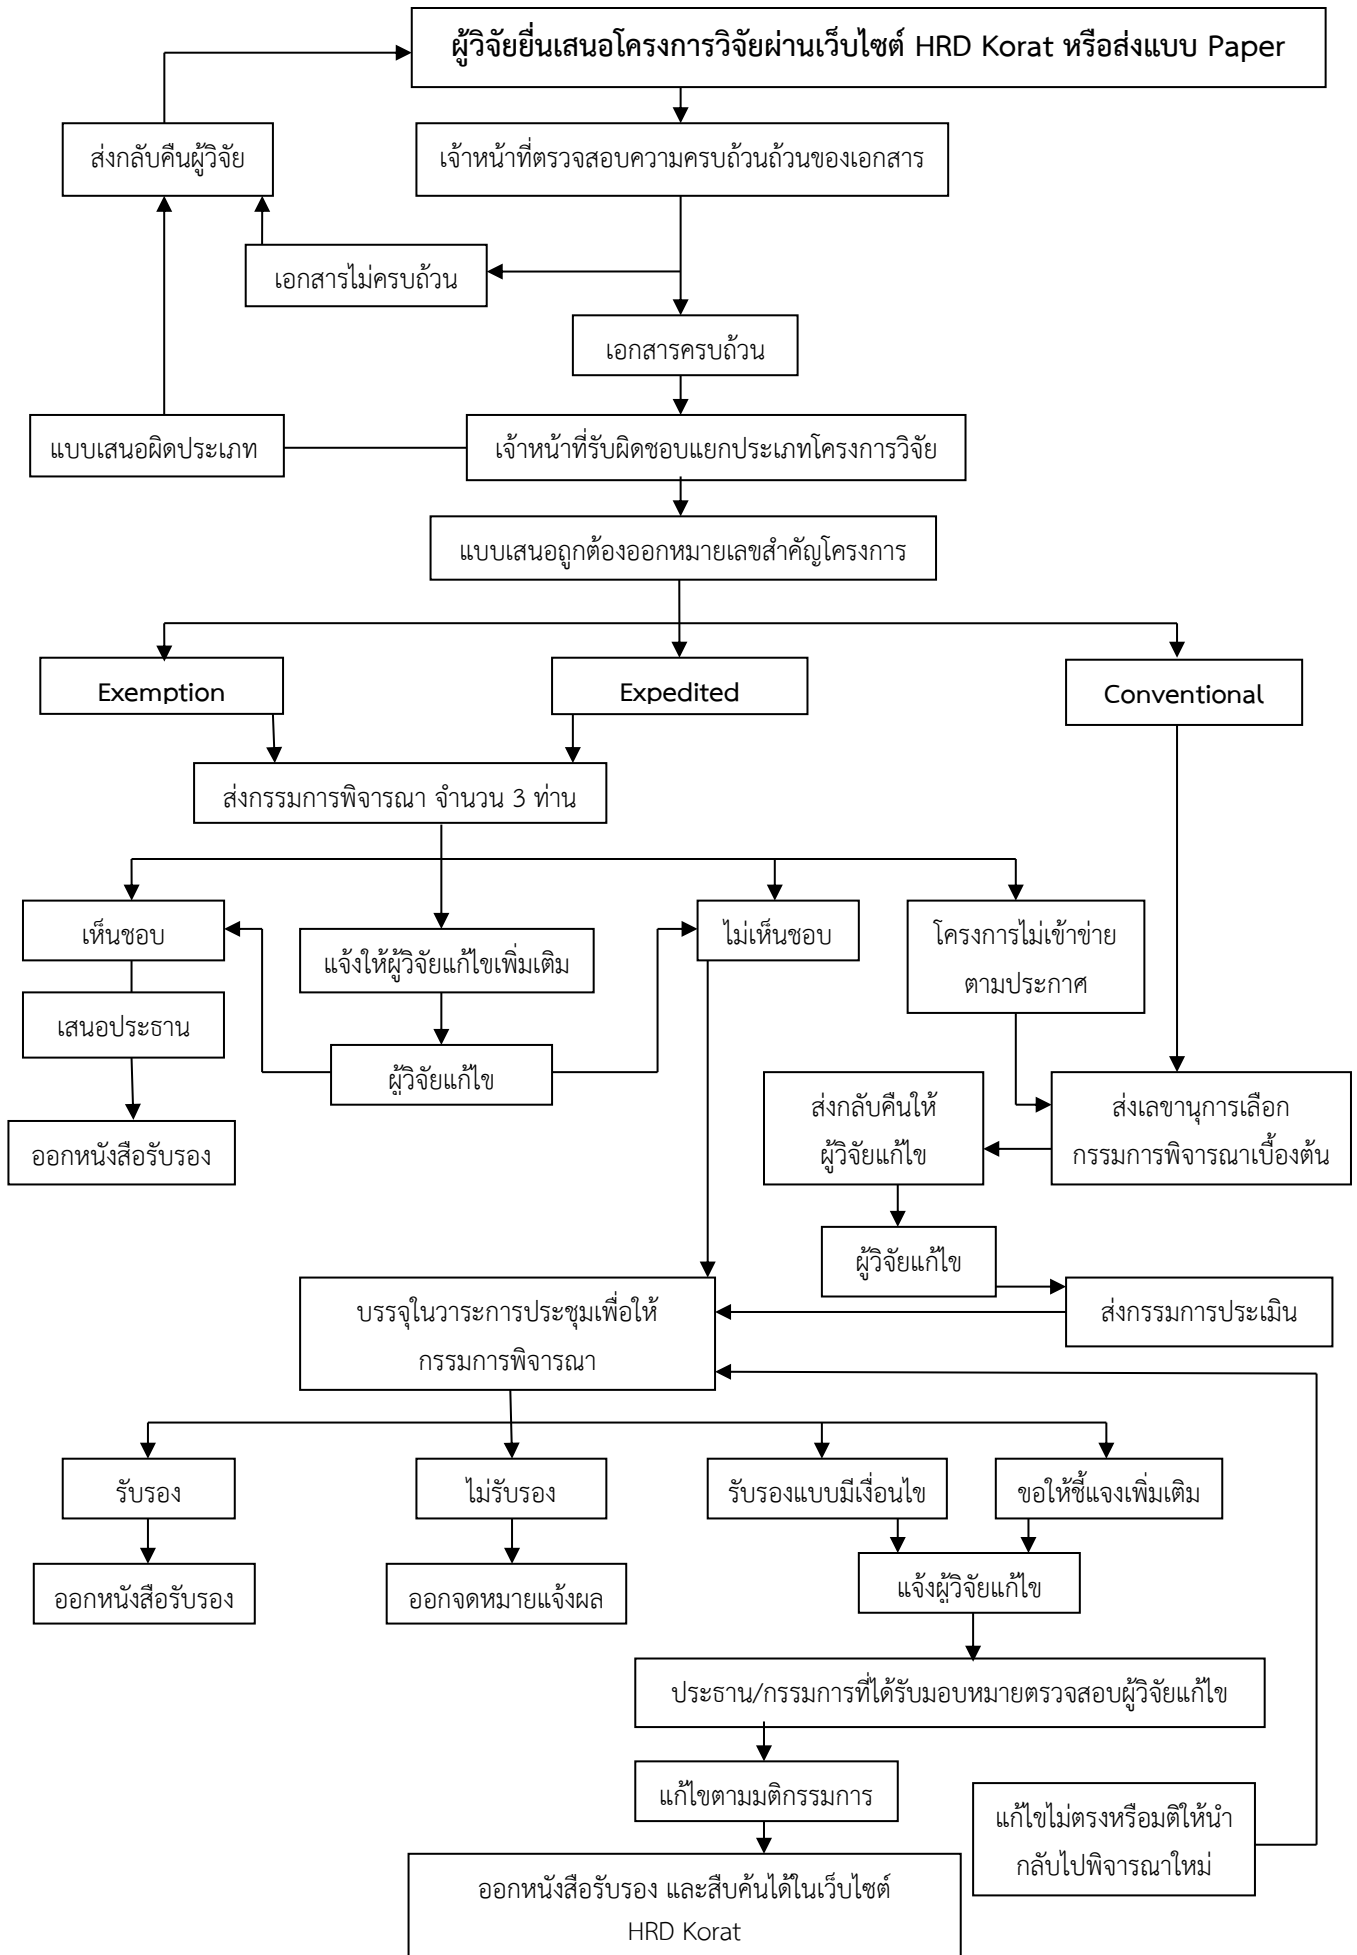 ผู้วิจัยยื่นเสนอโครงการวิจัยผ่านเว็บไซต์ HRD Korat หรือส่งแบบ Paper
ส่งกลับคืนผู้วิจัย
เจ้าหน้าที่ตรวจสอบความครบถ้วนถ้วนของเอกสาร
เอกสารไม่ครบถ้วน
เอกสารครบถ้วน
แบบเสนอผิดประเภท
เจ้าหน้าที่รับผิดชอบแยกประเภทโครงการวิจัย
แบบเสนอถูกต้องออกหมายเลขสำคัญโครงการ
Exemption
Expedited
Conventional
ส่งกรรมการพิจารณา จำนวน 3 ท่าน
เห็นชอบ
แจ้งให้ผู้วิจัยแก้ไขเพิ่มเติม
ไม่เห็นชอบ
โครงการไม่เข้าข่าย
ตามประกาศ
เสนอประธาน
ผู้วิจัยแก้ไข
ออกหนังสือรับรอง
ส่งกลับคืนให้
ผู้วิจัยแก้ไข
ส่งเลขานุการเลือก
กรรมการพิจารณาเบื้องต้น
ผู้วิจัยแก้ไข
ส่งกรรมการประเมิน
บรรจุในวาระการประชุมเพื่อให้
กรรมการพิจารณา
รับรอง
ไม่รับรอง
รับรองแบบมีเงื่อนไข
ขอให้ชี้แจงเพิ่มเติม
ออกหนังสือรับรอง
ออกจดหมายแจ้งผล
แจ้งผู้วิจัยแก้ไข
ประธาน/กรรมการที่ได้รับมอบหมายตรวจสอบผู้วิจัยแก้ไข
แก้ไขตามมติกรรมการ
แก้ไขไม่ตรงหรือมติให้นำ
กลับไปพิจารณาใหม่
ออกหนังสือรับรอง และสืบค้นได้ในเว็บไซต์
HRD Korat